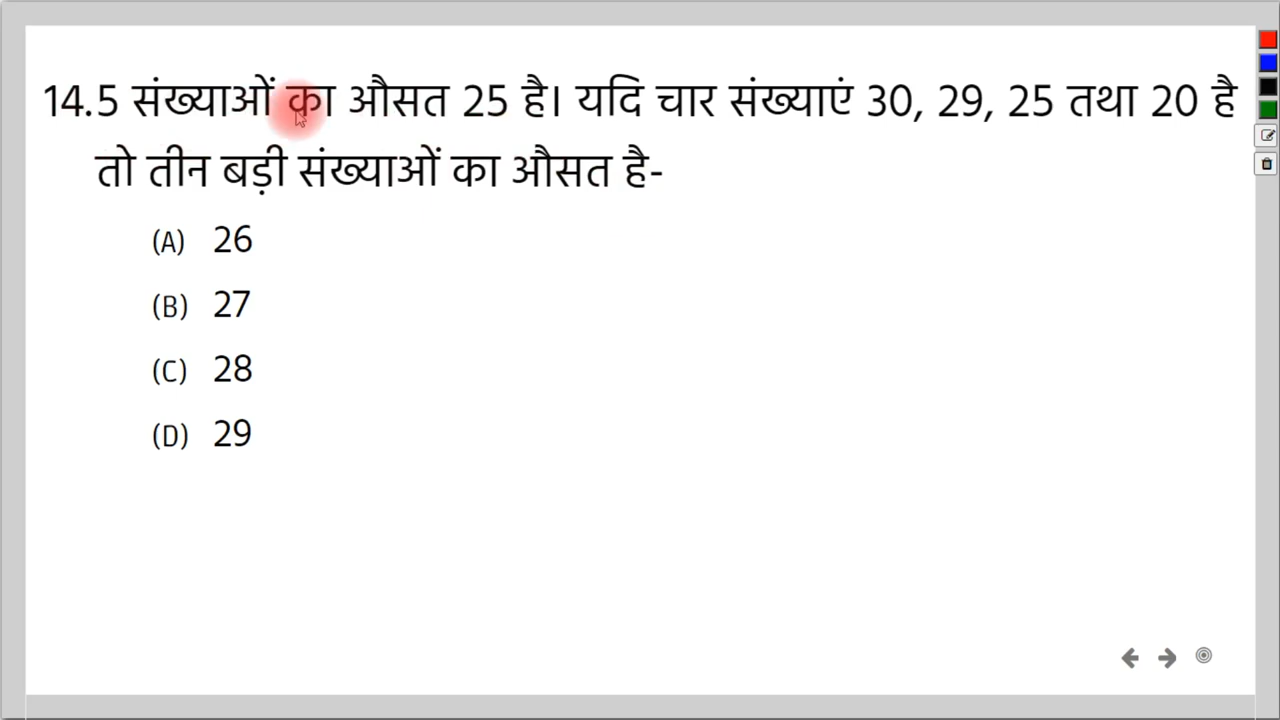 14.5 संख्याओं का औसत 25 है। यदि चार संख्याएं 30, 29, 25 तथा 20 है
तो तीन बड़ी संख्याओं का औसत है-
(A) 26
(B) 27
(C) 28
(D) 29